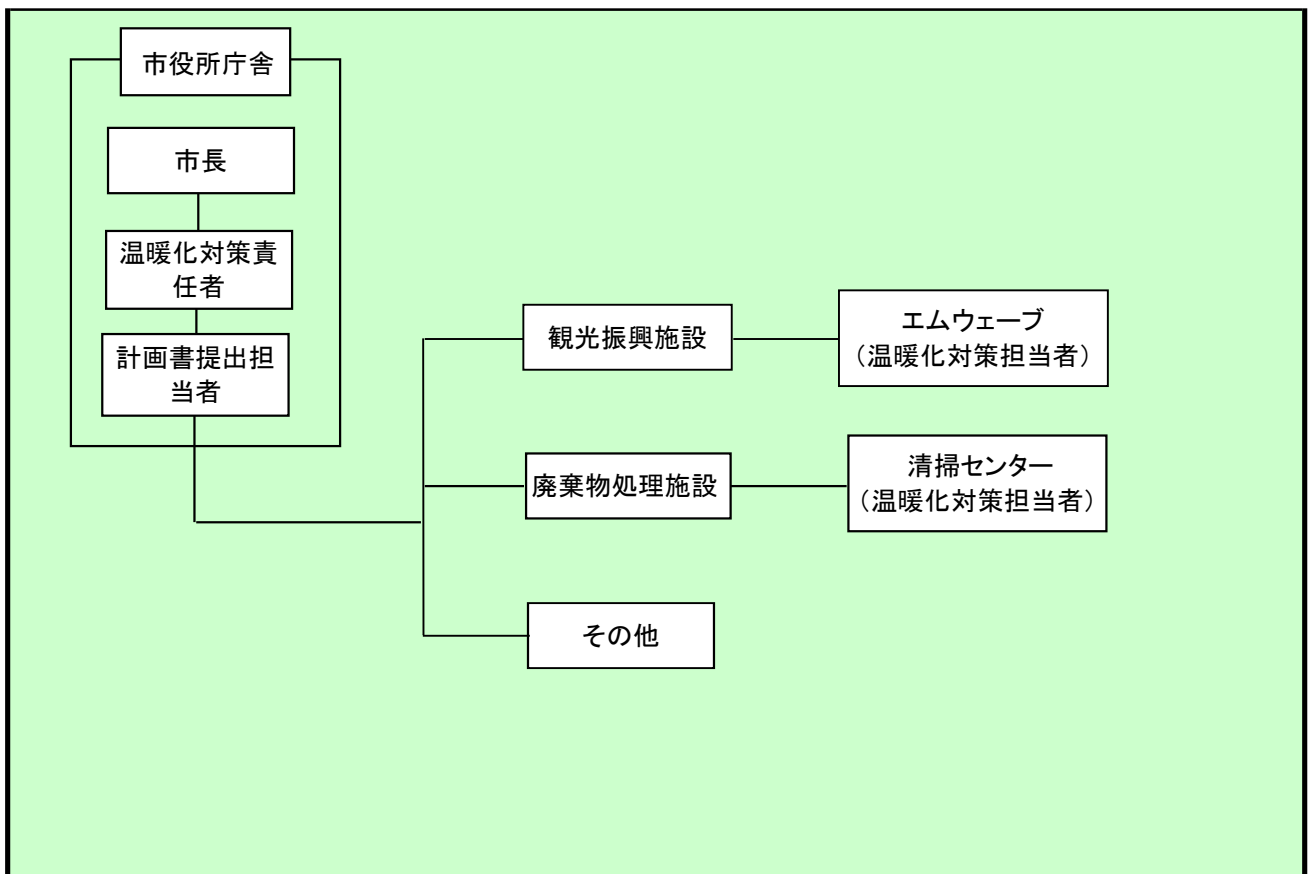 市役所庁舎
市長
温暖化対策責
任者
計画書提出担
当者
観光振興施設
エムウェーブ
（温暖化対策担当者）
廃棄物処理施設
清掃センター
（温暖化対策担当者）
その他